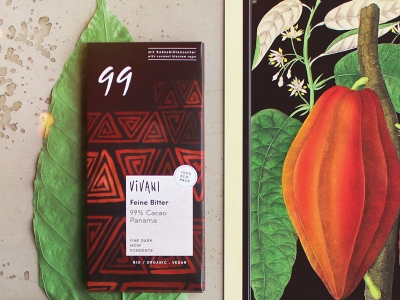 mit Kokosblütenzucker
with coconut blossom sugar
99
ViVANi
100%
ECO
PACK
Feine Bitter
99% Cacao
Panama
FINE DARK
NOIR
FONDENTE
BIO / ORGANIC . VEGAN